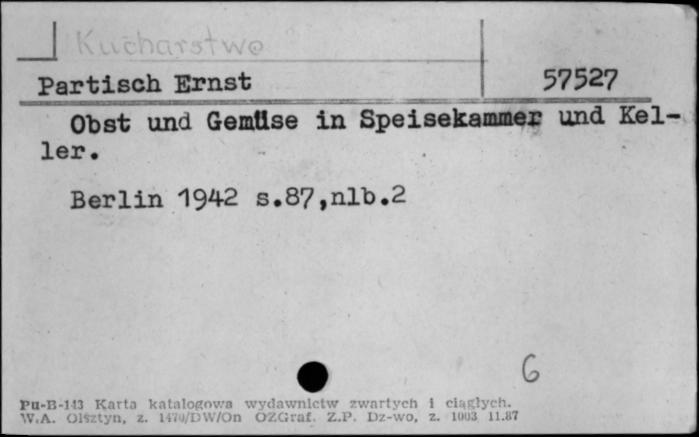 Kucharstwo
Partisch Ernst 57527
Obst und Gemüse in Speisekammer und Kel-
ler.
Berlin 1942 s.87,nlb.2
6
Pu-B-143 Karta katalogowa wydawnictw zwartych i ciągłych.
W.A. Olsztyn, z. 1470/DW/On OZGraf. Z.P. Dz-wo, z. 1003 11.87